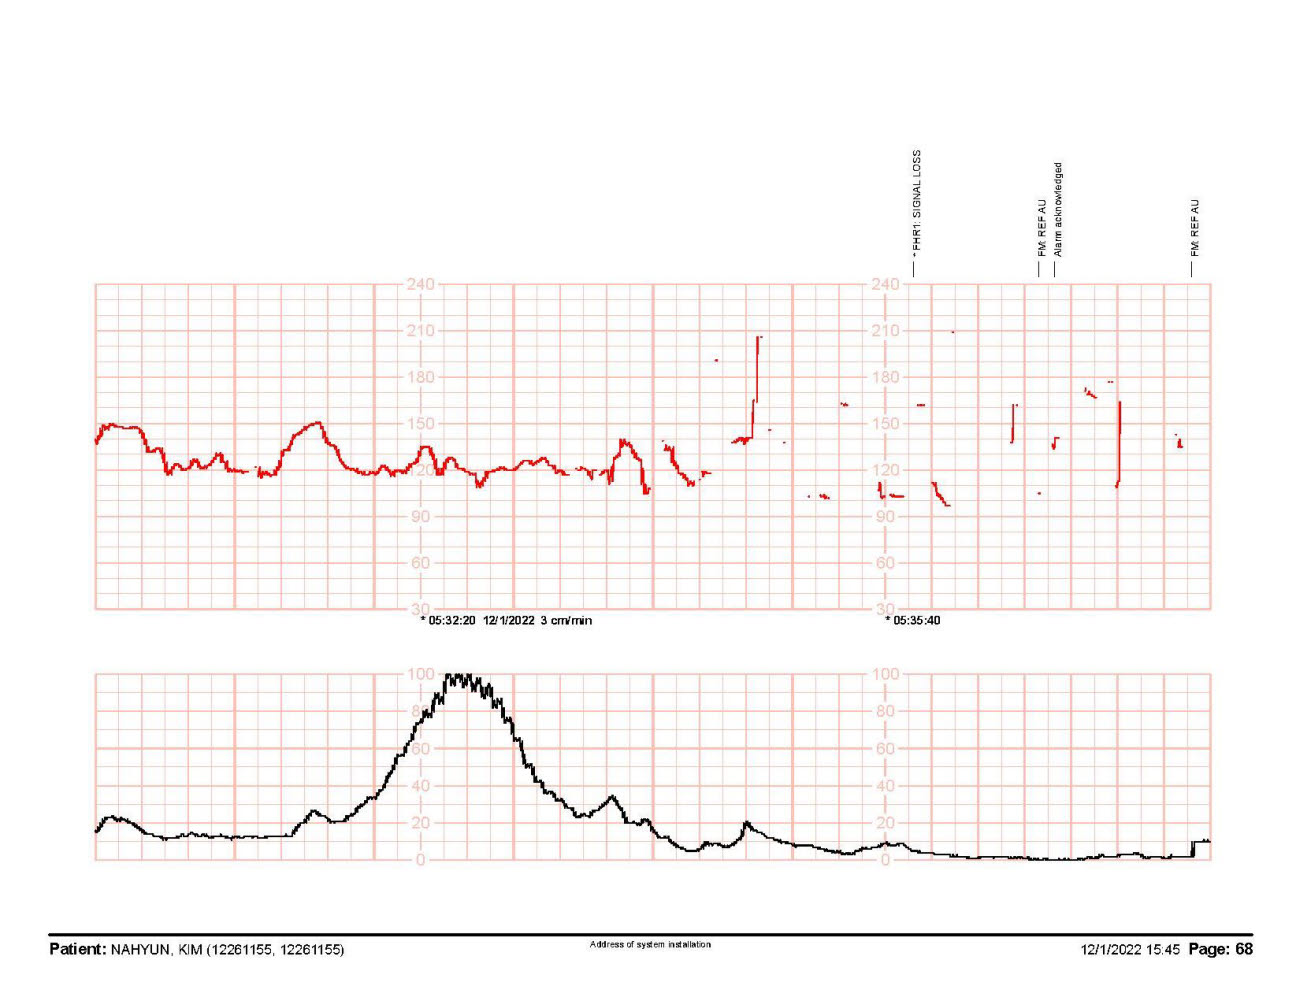 * FHR1: SIGNAL LOSS
FM: REF AU
Alarm acknowledged
FM: REF AU
240 240
210 210
180 180
150 150
120 120
90 90
60 60
30 30
* 05:32:20 12/1/2022 3 cm/min * 05:35:40
100 100
80 80
60 60
40 40
20 20
0 0
Patient: NAHYUN, KIM (12261155, 12261155) Address of system installation 12/1/2022 15:45 Page: 68